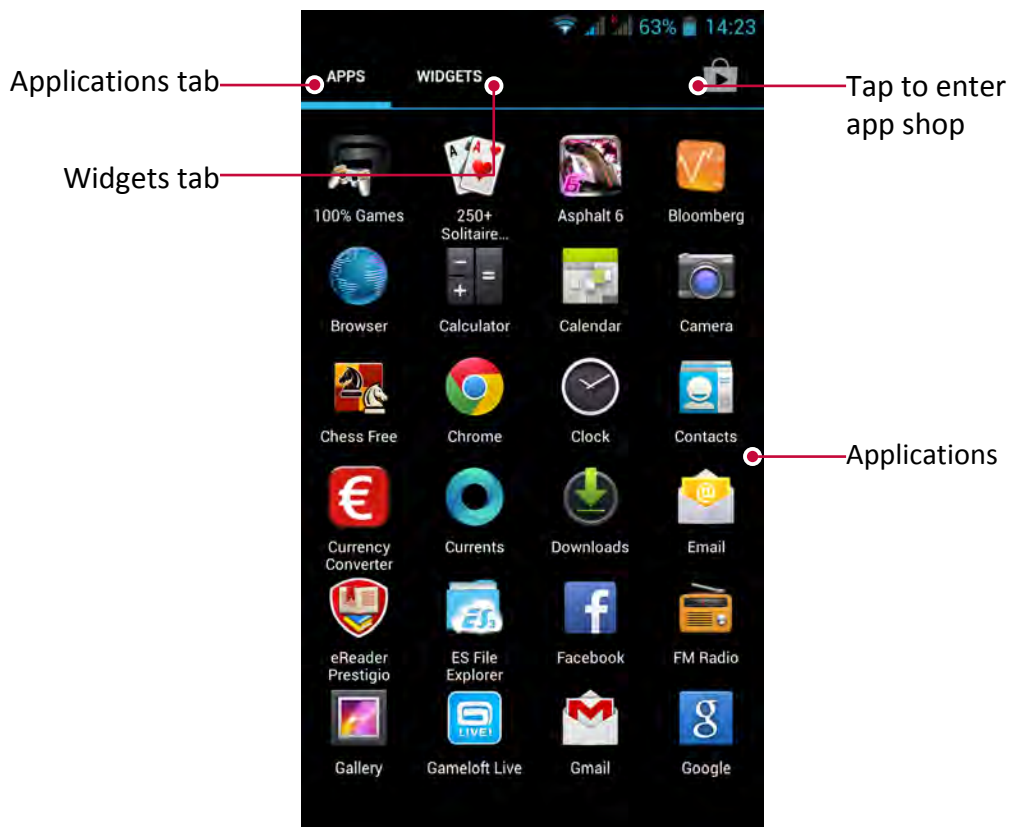 63% 14:23
Applications tab
APPS WIDGETS
Tap to enter
app shop
Widgets tab
100% Games
250+
Solitaire...
Asphalt 6
Bloomberg
Browser
Calculator
Calendar
Camera
Chess Free
Chrome
Clock
Contacts
Applications
Currency
Converter
Currents
Downloads
Email
eReader
Prestigio
ES File
Explorer
Facebook
FM Radio
Gallery
Gameloft Live
Gmail
Google